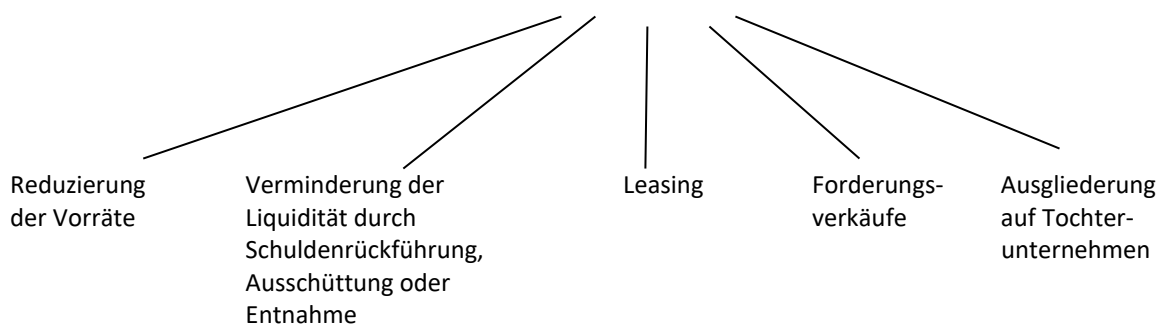 Reduzierung
der Vorräte
Verminderung der
Liquidität durch
Schuldenrückführung,
Ausschüttung oder
Entnahme
Leasing
Forderungs-
verkäufe
Ausgliederung
auf Tochter-
unternehmen